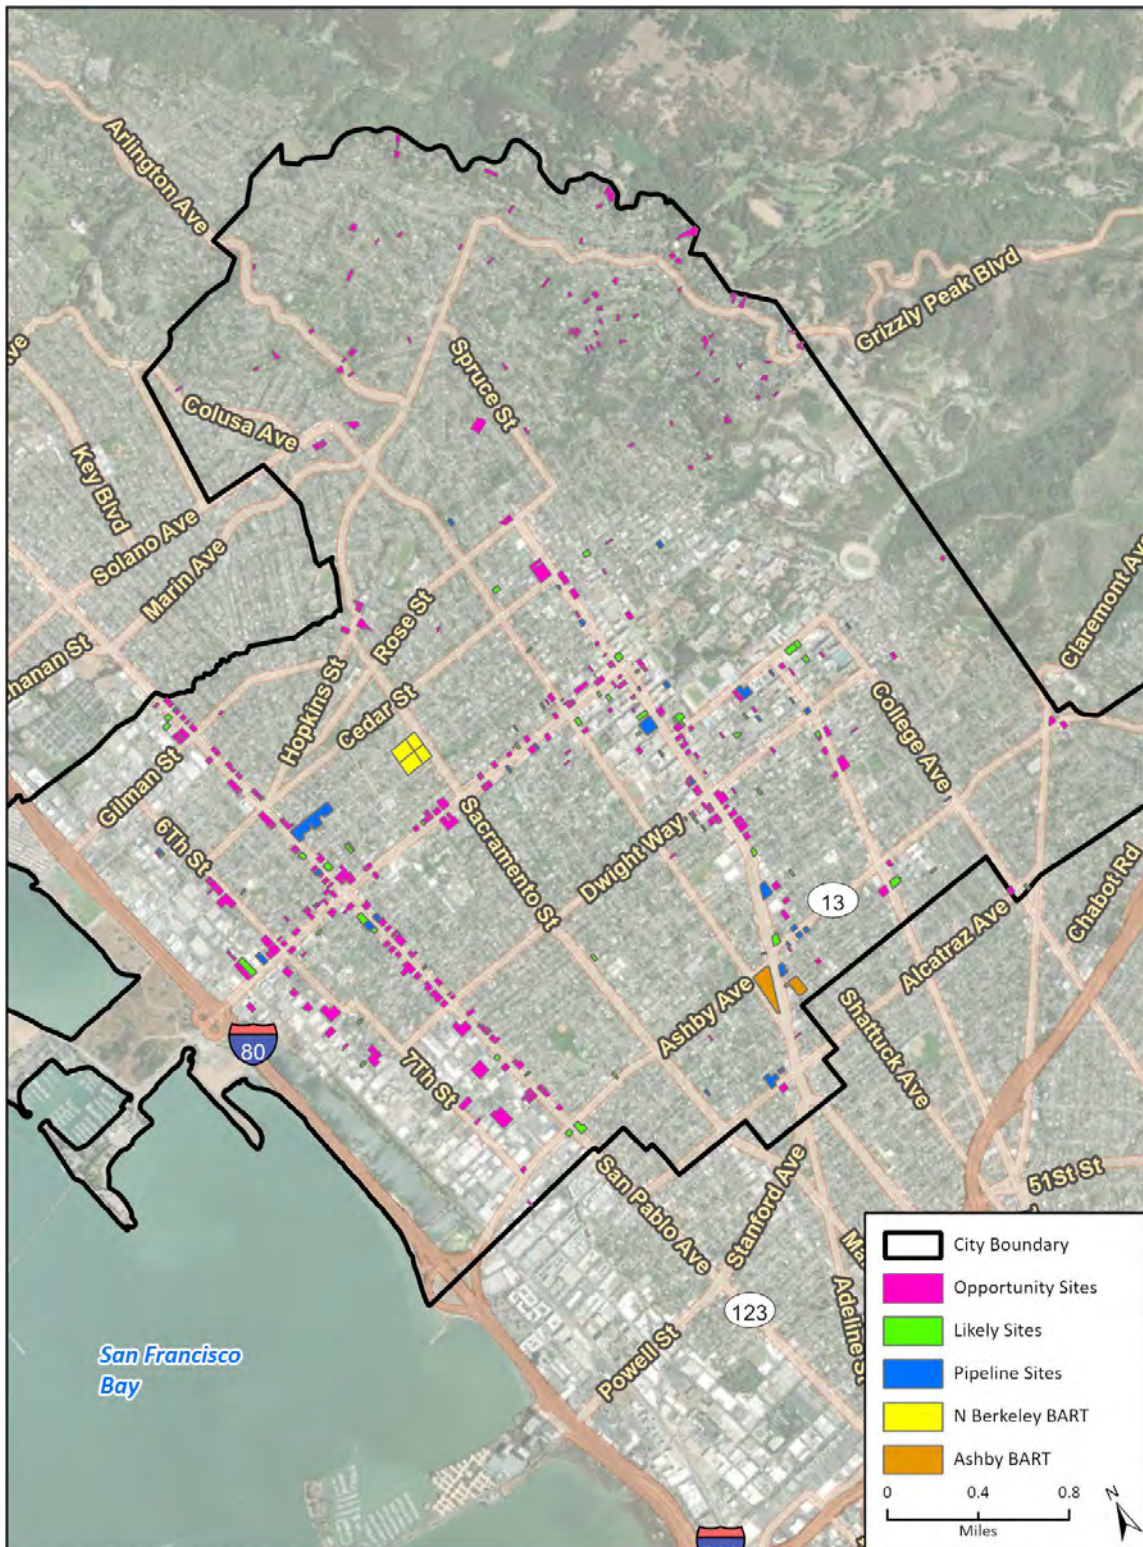 Arlington Ave
Grizzly Peak Blvd
Spruce St
Ave
Colusa Ave
Key Blvd
Solano Ave
Marin Ave
Claremont Ave
Rose St
hanan St
Hopkins St
Cedar St
College Ave
Gilman St
6Th St
Sacramento St
Dwight Way
13
Chabot Rd
Alcatraz Ave
Ashby Ave
Shattuck Ave
80
7Th St
51St St
San Pablo Ave
Stanford Ave
Ma
Adeline St
123
Powell St
San Francisco
Bay
City Boundary
Opportunity Sites
Likely Sites
Pipeline Sites
N Berkeley BART
Ashby BART
0 0.4 0.8
Miles
N